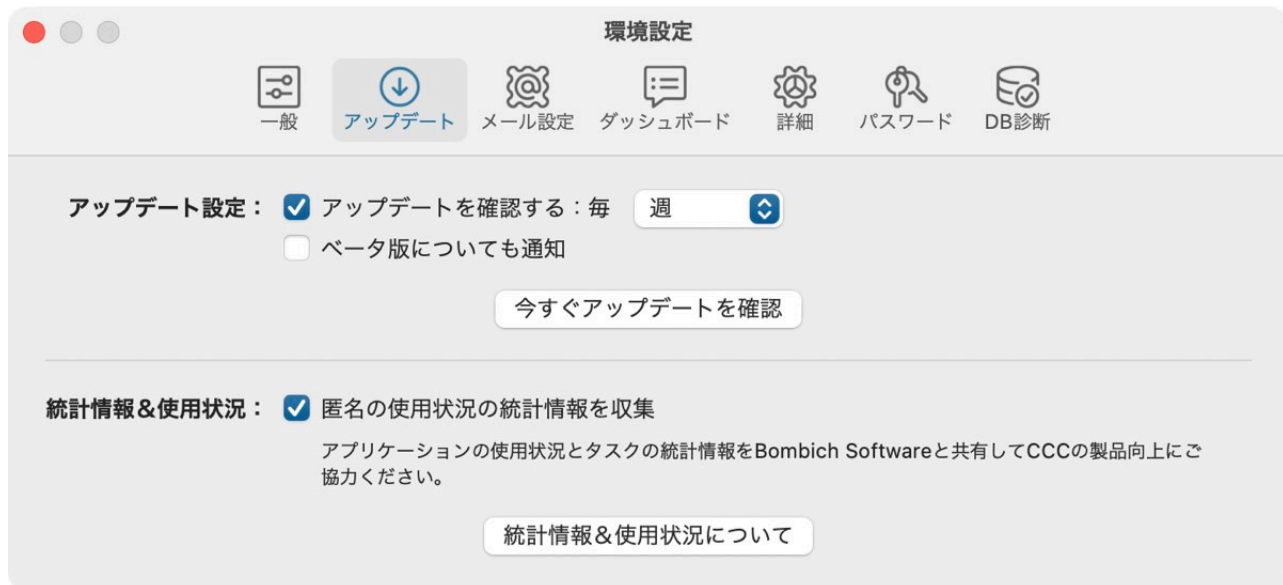 環境設定
一般 アップデート メール設定 ダッシュボード 詳細 パスワード DB診断
アップデート設定： アップデートを確認する：毎 週
ベータ版についても通知
今すぐアップデートを確認
統計情報&使用状況： 匿名の使用状況の統計情報を収集
アプリケーションの使用状況とタスクの統計情報をBombich Softwareと共有してCCCの製品向上にご
協力ください。
統計情報&使用状況について